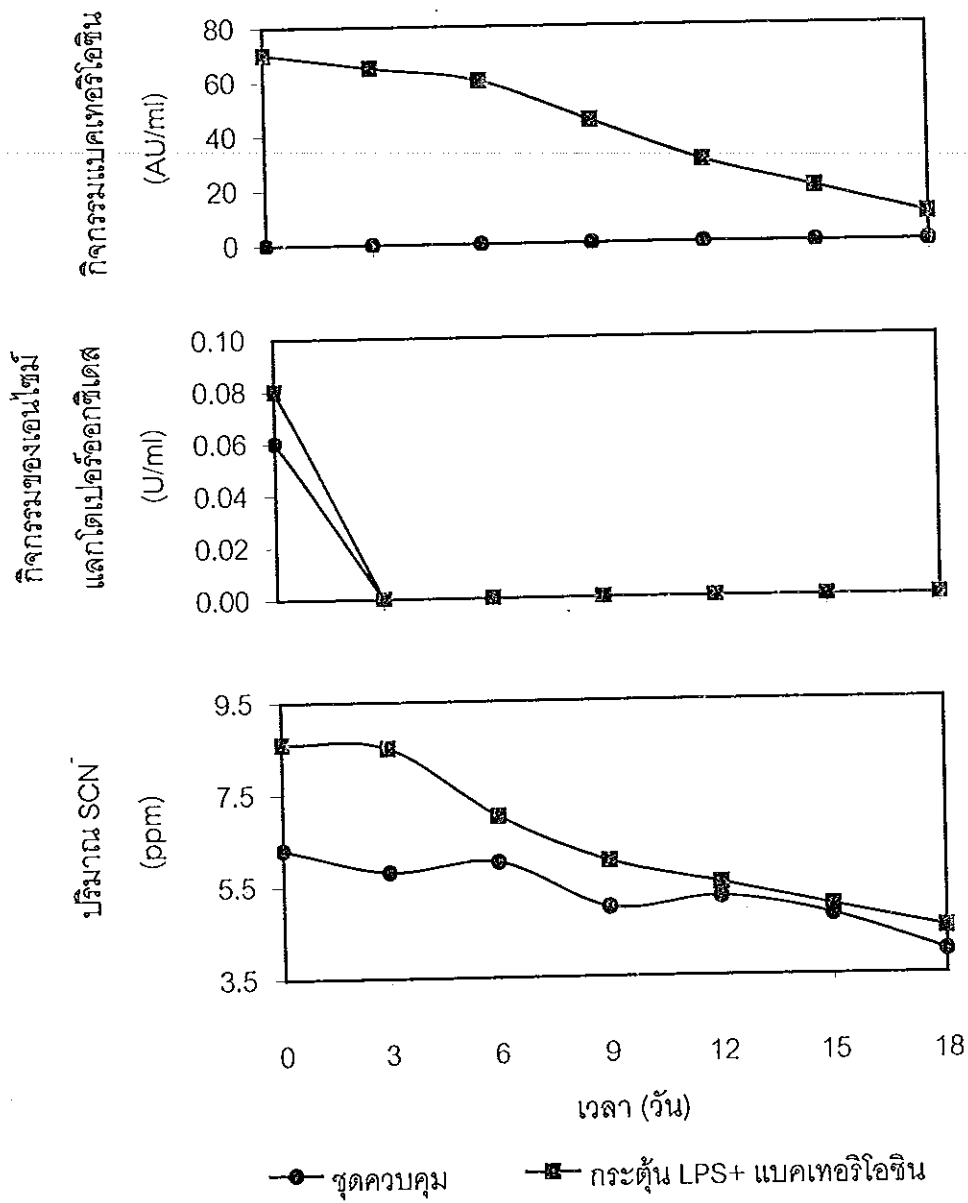 กิจกรรมแบคเทอริโอซิน
(AU/ml)
80
60
40
20
0
กิจกรรมของเอนไซม์
แลกโตเปอร์ออกซิเดส
(U/ml)
0.10
0.08
0.06
0.04
0.02
0.00
ปริมาณ SCN⁻
(ppm)
9.5
7.5
5.5
3.5
0 3 6 9 12 15 18
เวลา (วัน)
ชุดควบคุม
กระตุ้น LPS+ แบคเทอริโอซิน